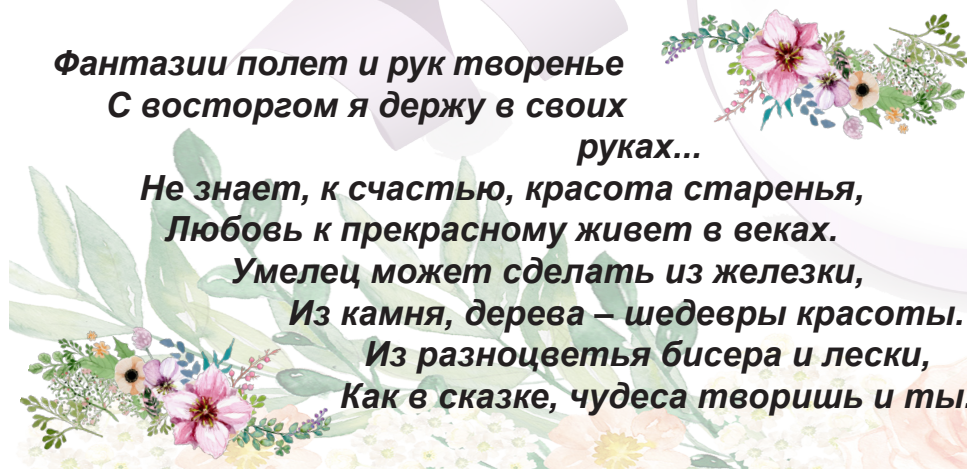 Фантазии полет и рук творенье
С восторгом я держу в своих
руках...
Не знает, к счастью, красота старенья,
Любовь к прекрасному живет в веках.
Умелец может сделать из железки,
Из камня, дерева – шедевры красоты.
Из разноцветья бисера и лески,
Как в сказке, чудеса творишь и ты.